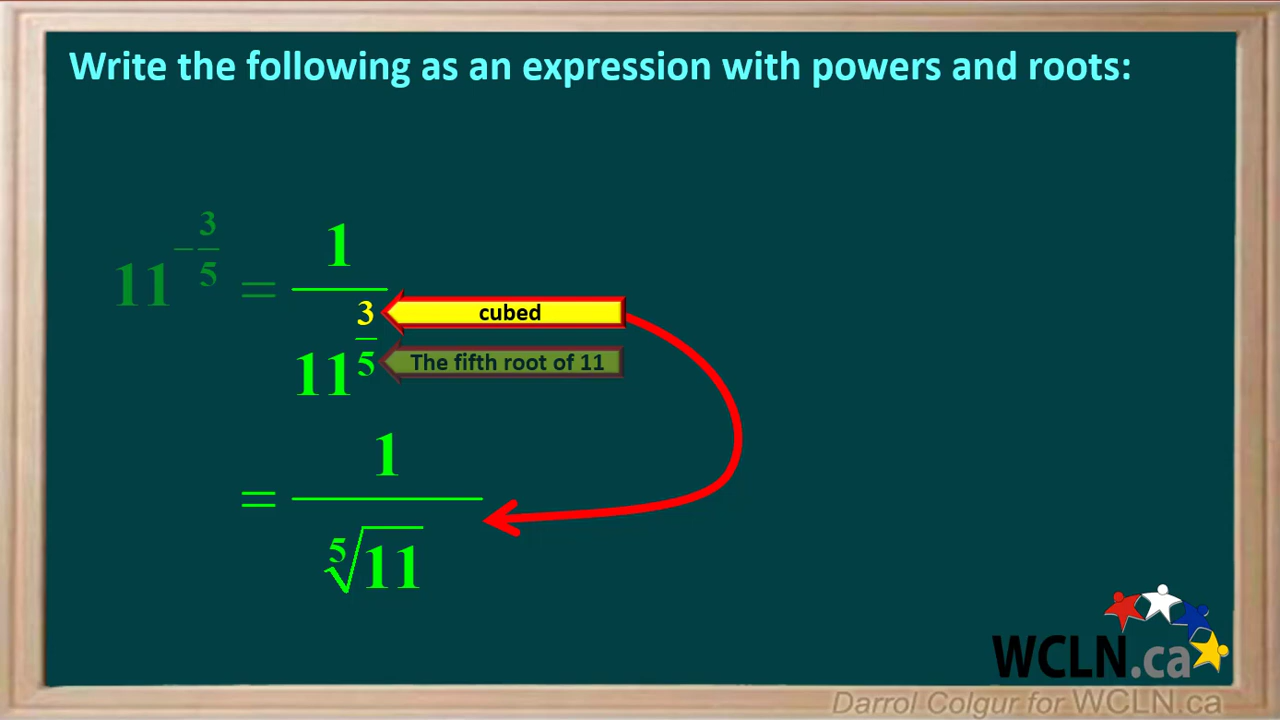 Write the following as an expression with powers and roots:
11^{-3/5} = 1 / 11^{3/5}
cubed
The fifth root of 11
= 1 / ⁵√11
WCLN.ca
Darrol Colgur for WCLN.ca